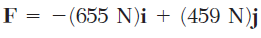 F = −(655 N)i + (459 N)j